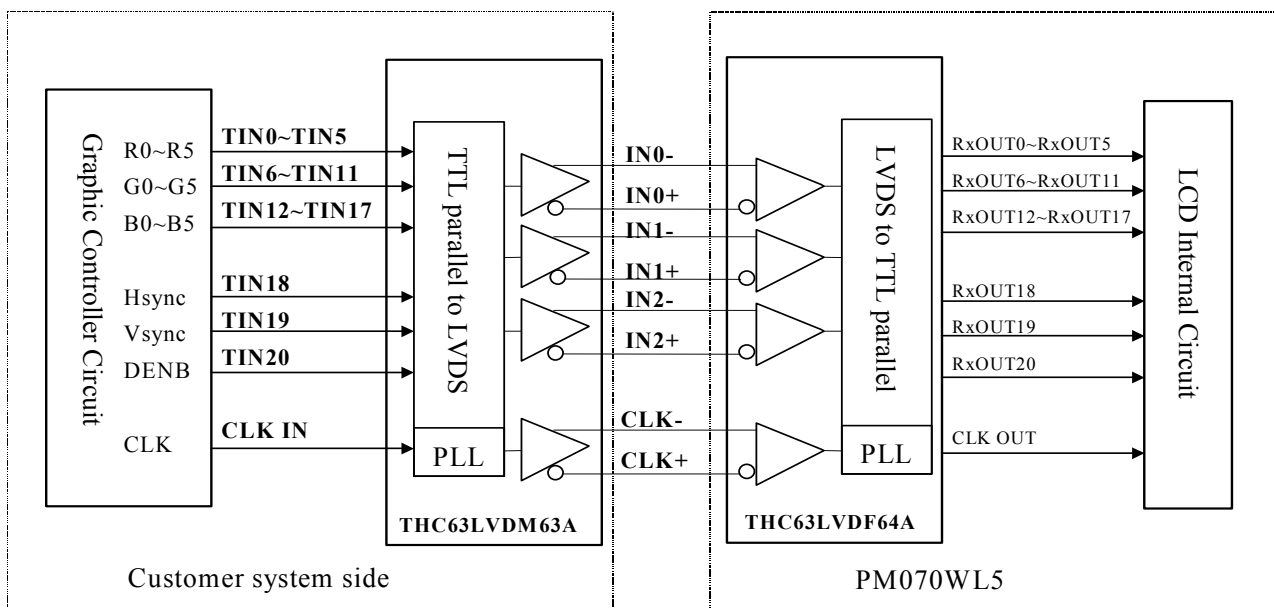 Graphic Controller Circuit
R0~R5
G0~G5
B0~B5
Hsync
Vsync
DENB
CLK
TIN0~TIN5
TIN6~TIN11
TIN12~TIN17
TIN18
TIN19
TIN20
CLK IN
TTL parallel to LVDS
PLL
THC63LVDM63A
Customer system side
IN0-
IN0+
IN1-
IN1+
IN2-
IN2+
CLK-
CLK+
LVDS to TTL parallel
PLL
THC63LVDF64A
RxOUT0~RxOUT5
RxOUT6~RxOUT11
RxOUT12~RxOUT17
RxOUT18
RxOUT19
RxOUT20
CLK OUT
LCD Internal Circuit
PM070WL5